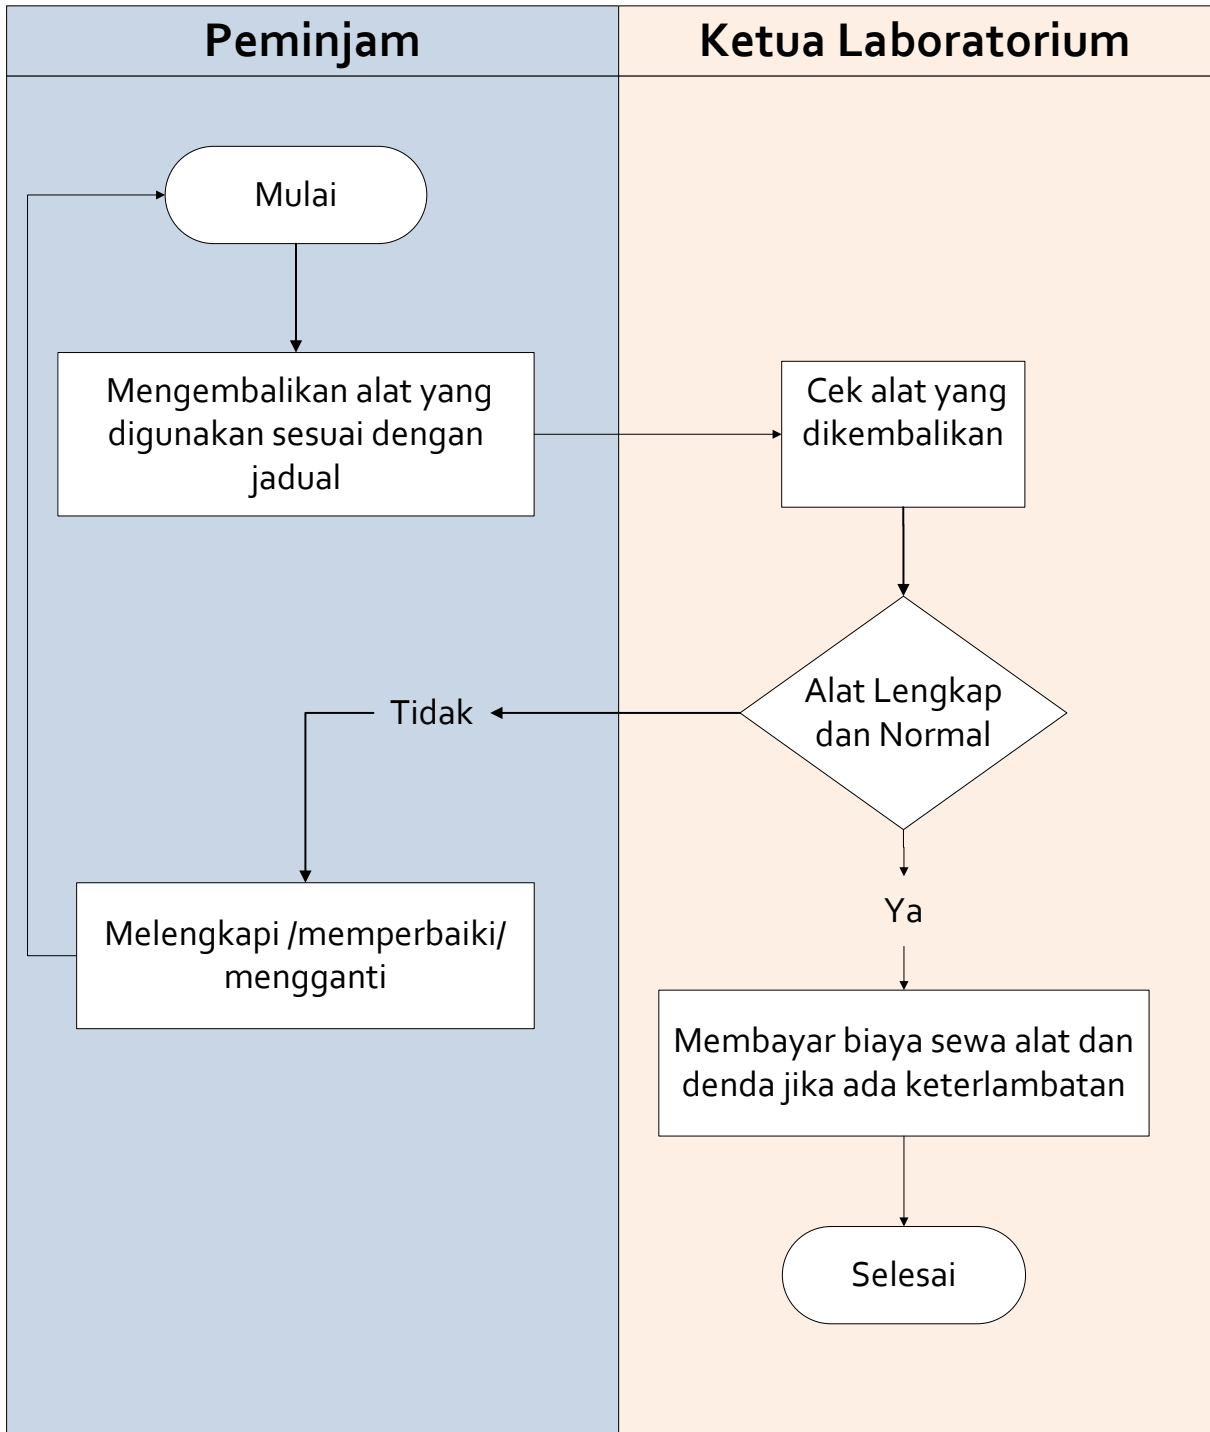 Peminjam
Ketua Laboratorium
Mulai
Mengembalikan alat yang
digunakan sesuai dengan
jadual
Cek alat yang
dikembalikan
Alat Lengkap
dan Normal
Tidak
Ya
Melengkapi /memperbaiki/
mengganti
Membayar biaya sewa alat dan
denda jika ada keterlambatan
Selesai